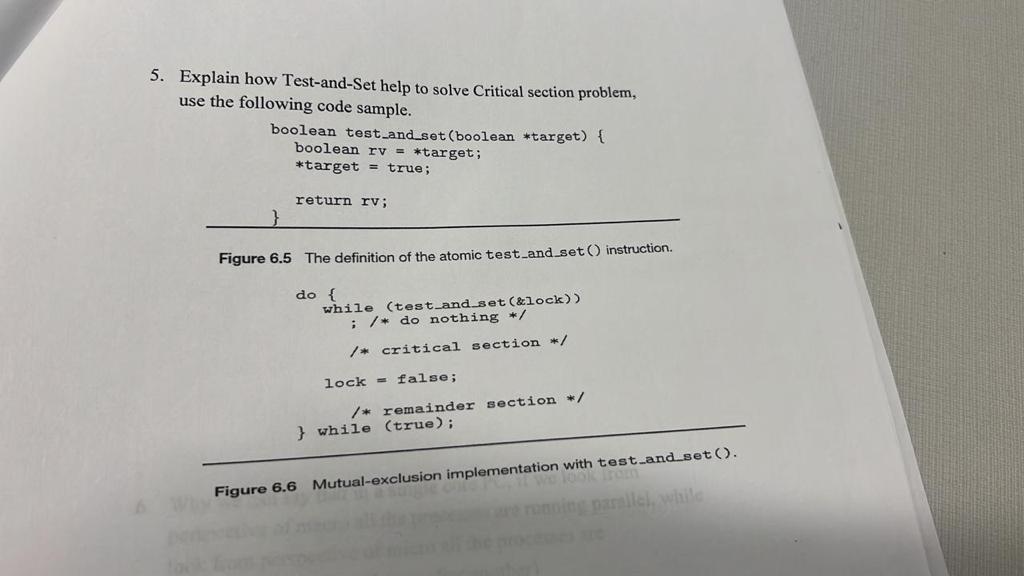 5. Explain how Test-and-Set help to solve Critical section problem,
use the following code sample.
boolean test_and_set(boolean *target) {
boolean rv = *target;
*target = true;
return rv;
}
Figure 6.5 The definition of the atomic test_and_set() instruction.
do {
while (test_and_set(&lock))
; /* do nothing */
/* critical section */
lock = false;
/* remainder section */
} while (true);
Figure 6.6 Mutual-exclusion implementation with test_and_set().
6. Why we can say that in a single core PC, if we look from
perspective of macro all the processes are running parallel, while
look from perspective of micro all the processes are